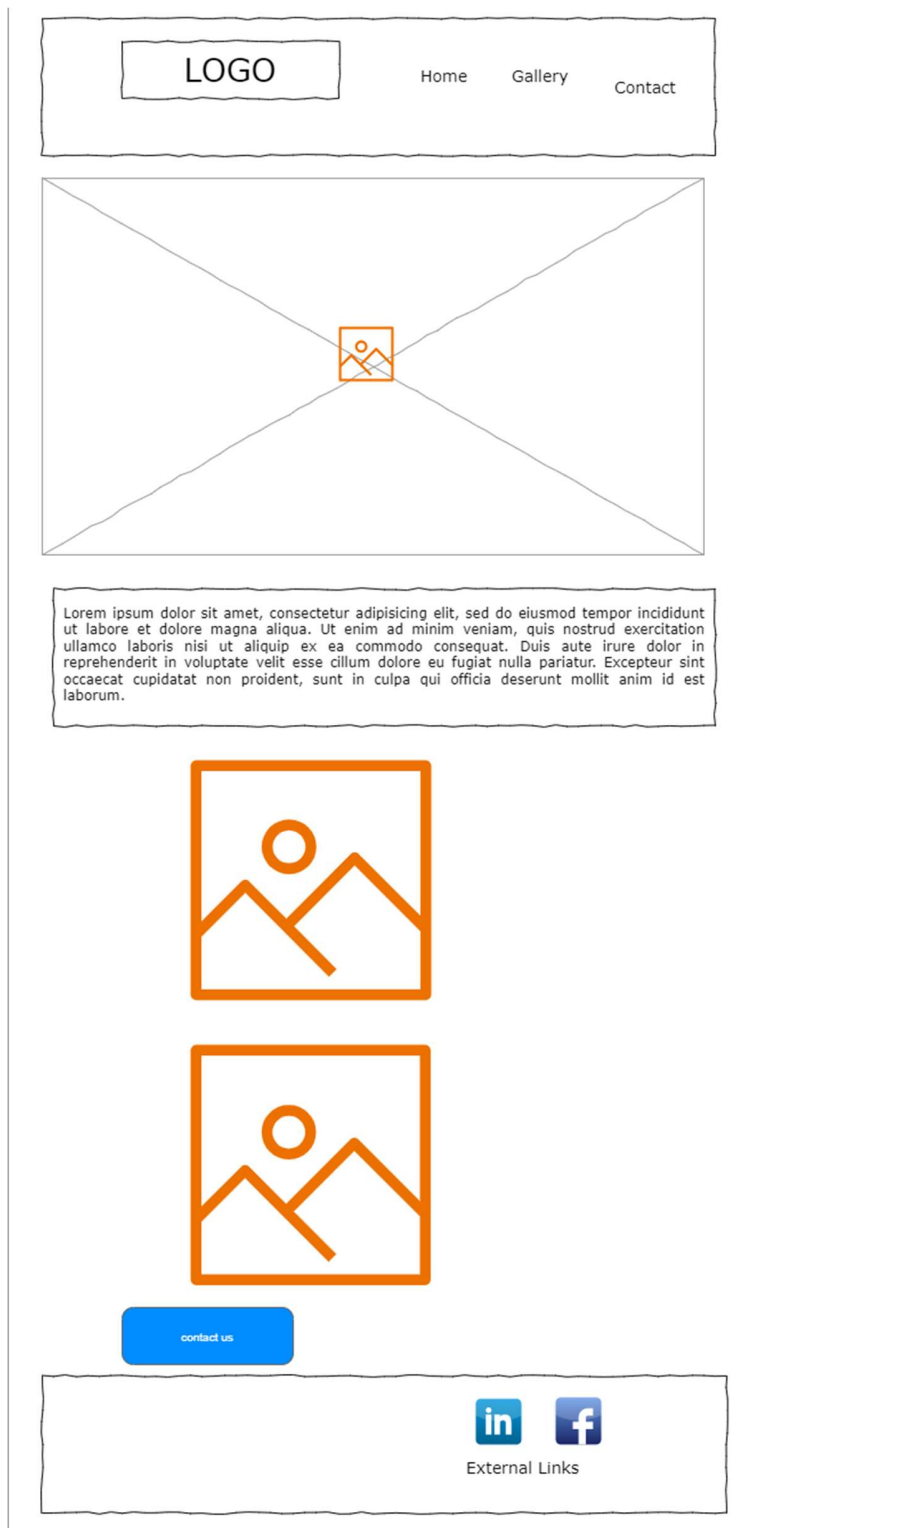 LOGO
Home Gallery
Contact
Lorem ipsum dolor sit amet, consectetur adipisicing elit, sed do eiusmod tempor incididunt
ut labore et dolore magna aliqua. Ut enim ad minim veniam, quis nostrud exercitation
ullamco laboris nisi ut aliquip ex ea commodo consequat. Duis aute irure dolor in
reprehenderit in voluptate velit esse cillum dolore eu fugiat nulla pariatur. Excepteur sint
occaecat cupidatat non proident, sunt in culpa qui officia deserunt mollit anim id est
laborum.
contact us
in f
External Links